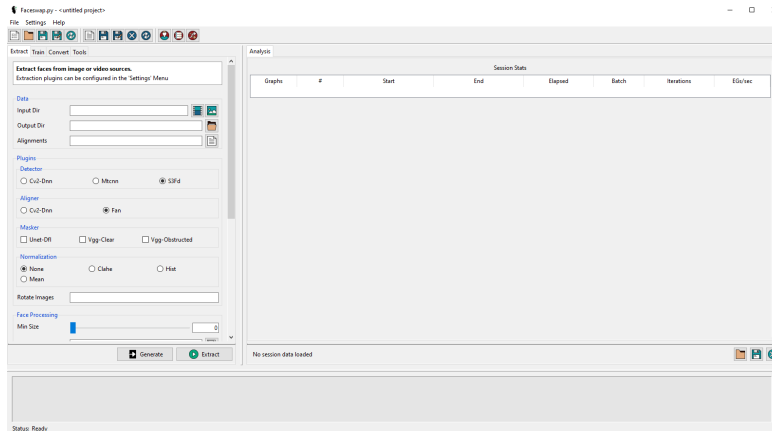 Faceswap.py - <untitled project>
File Settings Help
Extract Train Convert Tools
Extract faces from image or video sources.
Extraction plugins can be configured in the 'Settings' Menu
Data
Input Dir
Output Dir
Alignments
Plugins
Detector
Cv2-Dnn Mtcnn S3Fd
Aligner
Cv2-Dnn Fan
Masker
Unet-Dfl Vgg-Clear Vgg-Obstructed
Normalization
None Clahe Hist
Mean
Rotate Images
Face Processing
Min Size 0
Generate Extract
Analysis
Session Stats
Graphs # Start End Elapsed Batch Iterations EGs/sec
No session data loaded
Status: Ready